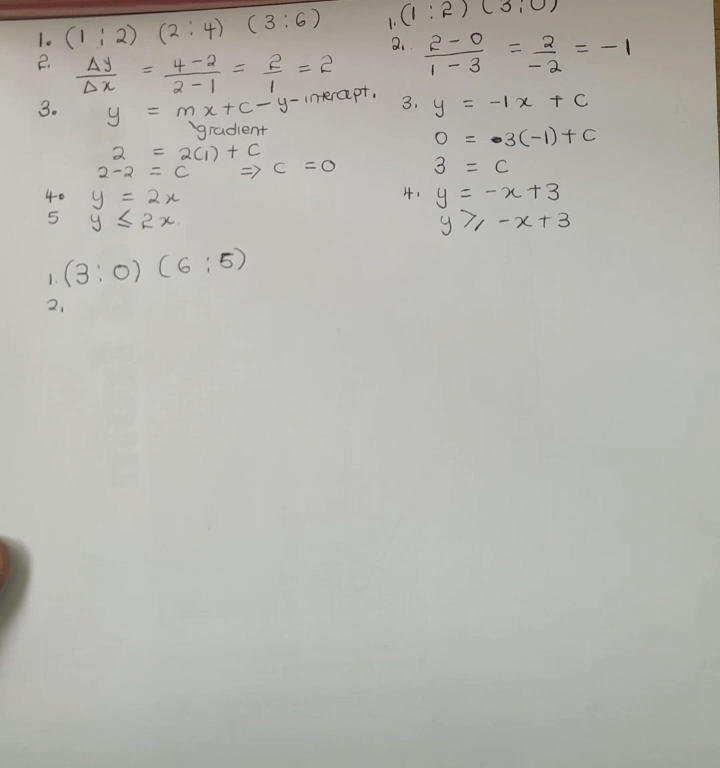 1. (1 ; 2) (2 : 4) (3 : 6)
2. Δy/Δx = 4-2/2-1 = 2/1 = 2
3. y = mx+c - y-intercept.
gradient
2 = 2(1) + c
2-2 = c => c = 0
4. y = 2x
5 y ≤ 2x.
1. (3 : 0) (6 : 5)
2.
1. (1 : 2) (3 : 0)
2. 2-0/1-3 = 2/-2 = -1
3. y = -1x + c
0 = 3(-1)+c
3 = c
4. y = -x+3
y ≥ -x+3